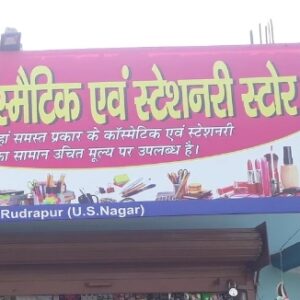 स्मैटिक एवं स्टेशनरी स्टोर
हां समस्त प्रकार के कॉस्मेटिक एवं स्टेशनरी
का सामान उचित मूल्य पर उपलब्ध है।
Rudrapur (U.S.Nagar)